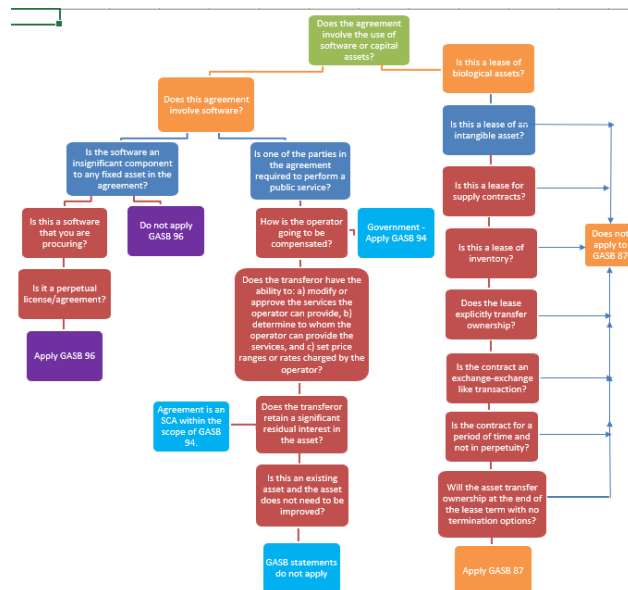 Does the agreement
involve the use of
software or capital
assets?
Is this a lease of
biological assets?
Does this agreement
involve software?
Is this a lease of an
intangible asset?
Is the software an
insignificant component
to any fixed asset in the
agreement?
Is one of the parties in
the agreement
required to perform a
public service?
Is this a lease for
supply contracts?
Is this a software
that you are
procuring?
Do not apply
GASB 96
How is the operator
going to be
compensated?
Government -
Apply GASB 94
Does not
apply to
GASB 87
Is this a lease of
inventory?
Is it a perpetual
license/agreement?
Does the transferor have the
ability to: a) modify or
approve the services the
operator can provide, b)
determine to whom the
operator can provide the
services, and c) set price
ranges or rates charged by the
operator?
Does the lease
explicitly transfer
ownership?
Apply GASB 96
Is the contract an
exchange-exchange
like transaction?
Agreement is an
SCA within the
scope of GASB
94.
Does the transferor
retain a significant
residual interest in
the asset?
Is the contract for a
period of time and
not in perpetuity?
Is this an existing
asset and the asset
does not need to be
improved?
Will the asset transfer
ownership at the end of
the lease term with no
termination options?
GASB statements
do not apply
Apply GASB 87